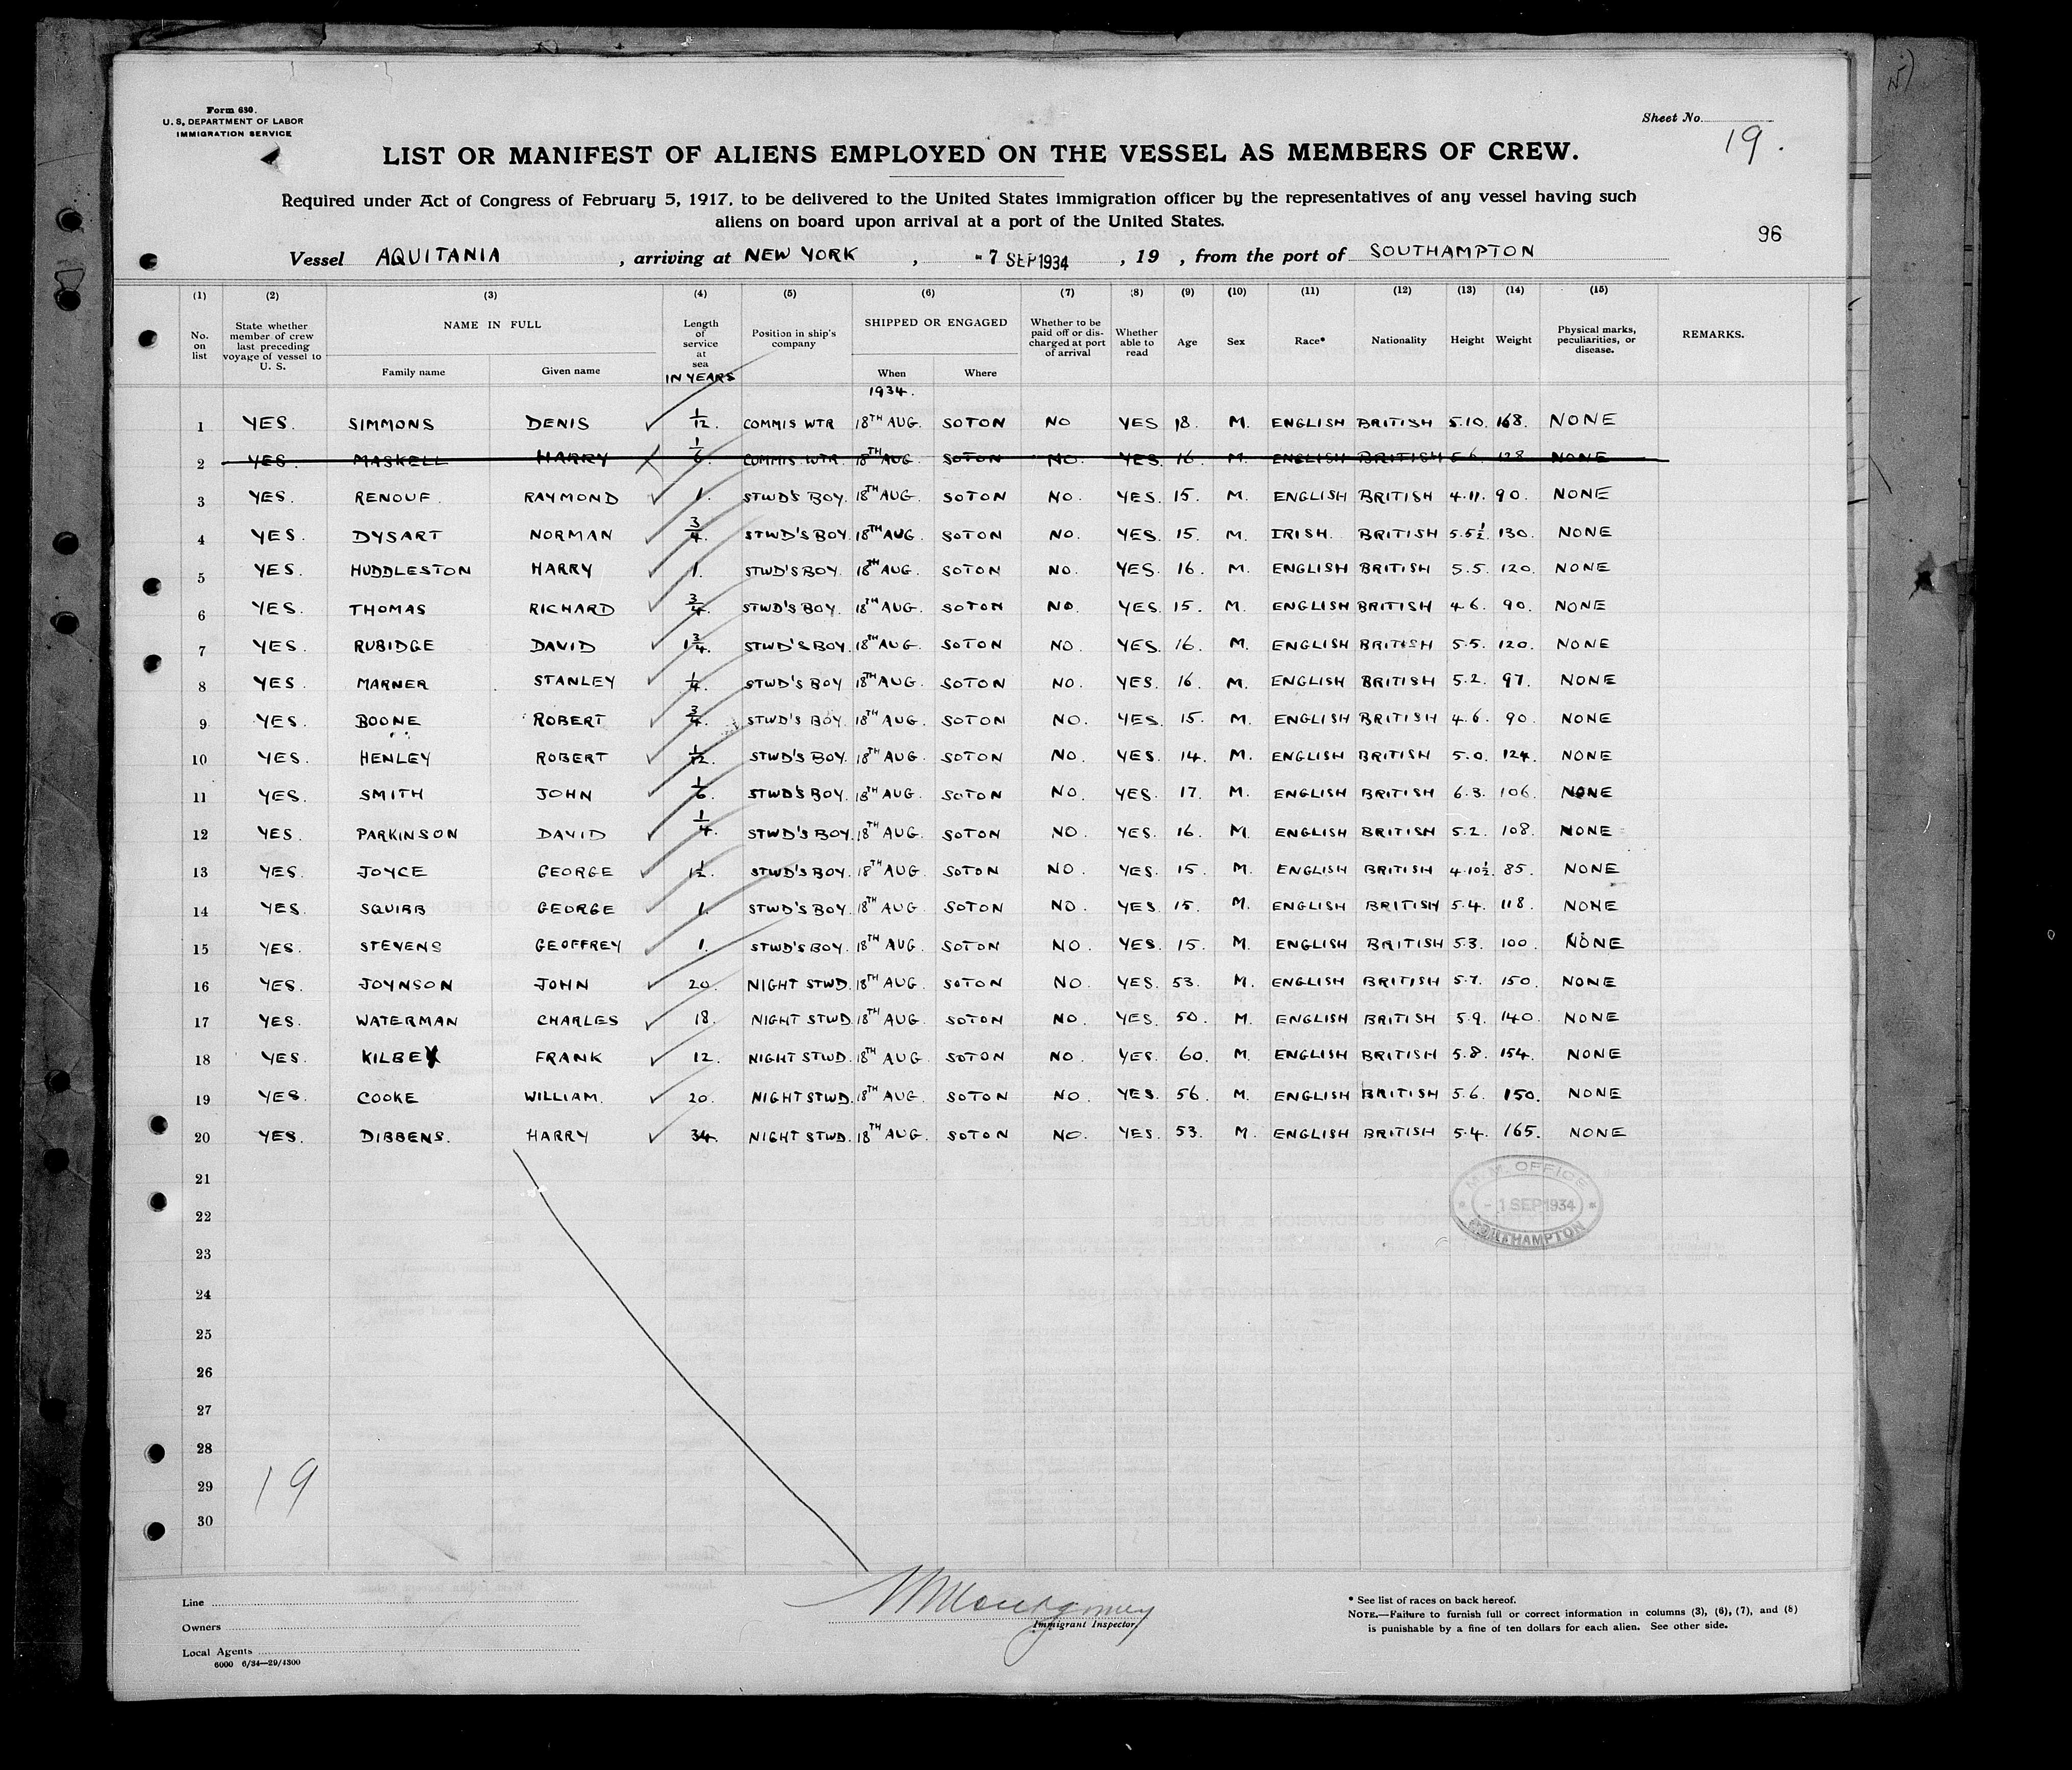 Form 680.
U. S. DEPARTMENT OF LABOR
IMMIGRATION SERVICE
Sheet No.
19.
LIST OR MANIFEST OF ALIENS EMPLOYED ON THE VESSEL AS MEMBERS OF CREW.
Required under Act of Congress of February 5, 1917, to be delivered to the United States immigration officer by the representatives of any vessel having such
aliens on board upon arrival at a port of the United States.
96
Vessel AQUITANIA , arriving at NEW YORK , - 7 SEP 1934 , 19 , from the port of SOUTHAMPTON
(1) (2) (3) (4) (5) (6) (7) (8) (9) (10) (11) (12) (13) (14) (15)
No. on list State whether member of crew last preceding voyage of vessel to U. S. NAME IN FULL Family name Given name Length of service at sea IN YEARS Position in ship's company SHIPPED OR ENGAGED When Where Whether to be paid off or discharged at port of arrival Whether able to read Age Sex Race* Nationality Height Weight Physical marks, peculiarities, or disease. REMARKS.
1934.
1 YES. SIMMONS DENIS 1/12. COMMIS WTR 18TH AUG. SOTON NO YES 18. M. ENGLISH BRITISH 5.10. 168. NONE
2 YES. MASKELL HARRY 1/6. COMMIS WTR. 18TH AUG SOTON NO. YES. 16 M. ENGLISH BRITISH 5.6. 128 NONE
3 YES. RENOUF RAYMOND 1. STWD'S BOY. 18TH AUG. SOTON NO. YES. 15. M. ENGLISH BRITISH 4.11. 90. NONE
4 YES. DYSART NORMAN 3/4. STWD'S BOY. 18TH AUG SOTON NO. YES. 15. M. IRISH. BRITISH 5.5½ 130. NONE
5 YES. HUDDLESTON HARRY 1. STWD'S BOY. 18TH AUG. SOTON NO. YES. 16. M. ENGLISH BRITISH 5.5. 120. NONE
6 YES. THOMAS RICHARD 3/4. STWD'S BOY. 18TH AUG. SOTON NO. YES. 15. M. ENGLISH BRITISH 4.6. 90. NONE
7 YES. RUBIDGE DAVID 1 3/4. STWD'S BOY. 18TH AUG. SOTON NO. YES. 16. M. ENGLISH BRITISH 5.5. 120. NONE
8 YES. MARNER STANLEY 1/4. STWD'S BOY 18TH AUG. SOTON NO. YES. 16 M. ENGLISH BRITISH 5.2. 97. NONE
9 YES. BOONE ROBERT 3/4. STWD'S BOY 18TH AUG. SOTON NO. YES. 15. M. ENGLISH BRITISH 4.6. 90. NONE
10 YES. HENLEY ROBERT 1/12. STWD'S BOY. 18TH AUG. SOTON NO. YES. 14. M. ENGLISH BRITISH 5.0. 124. NONE
11 YES. SMITH JOHN 1/6. STWD'S BOY. 18TH AUG. SOTON NO. YES. 17. M. ENGLISH BRITISH 6.3. 106. NONE
12 YES. PARKINSON DAVID 1/4. STWD'S BOY. 18TH AUG. SOTON NO. YES. 16. M. ENGLISH BRITISH 5.2. 108. NONE
13 YES. JOYCE GEORGE 1½. STWD'S BOY. 18TH AUG SOTON NO. YES. 15. M. ENGLISH BRITISH 4.10½. 85. NONE
14 YES. SQUIBB GEORGE 1. STWD'S BOY. 18TH AUG. SOTON NO. YES. 15. M. ENGLISH BRITISH 5.4. 118. NONE
15 YES. STEVENS GEOFFREY 1. STWD'S BOY. 18TH AUG. SOTON NO. YES. 15. M. ENGLISH BRITISH 5.3. 100. NONE
16 YES. JOYNSON JOHN 20. NIGHT STWD. 18TH AUG. SOTON NO. YES. 53. M. ENGLISH BRITISH 5.7. 150. NONE
17 YES. WATERMAN CHARLES 18. NIGHT STWD 18TH AUG. SOTON NO. YES. 50. M. ENGLISH BRITISH 5.9. 140. NONE
18 YES. KILBEY FRANK 12. NIGHT STWD. 18TH AUG. SOTON NO. YES. 60. M. ENGLISH BRITISH 5.8. 154. NONE
19 YES. COOKE WILLIAM. 20. NIGHT STWD. 18TH AUG. SOTON NO. YES. 56. M. ENGLISH BRITISH 5.6. 150. NONE
20 YES. DIBBENS. HARRY 34. NIGHT STWD. 18TH AUG. SOTON NO. YES. 53. M. ENGLISH BRITISH 5.4. 165. NONE
21
22
23
24
25
26
27
28
29
30
M.M. OFFICE
- 1 SEP 1934
SOUTHAMPTON
19
Line
Owners
Local Agents
6000 6/34—29/4300
Montgomery
Immigrant Inspector
* See list of races on back hereof.
NOTE.—Failure to furnish full or correct information in columns (3), (6), (7), and (8)
is punishable by a fine of ten dollars for each alien. See other side.